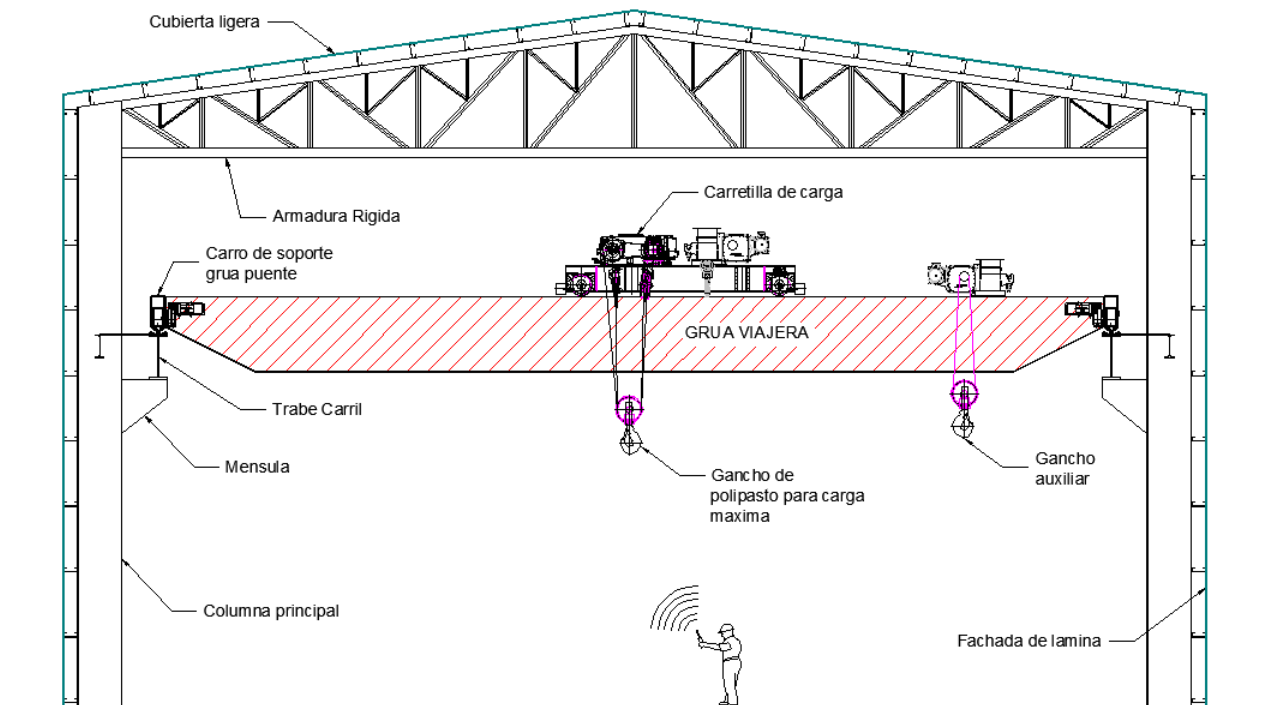 Cubierta ligera
Carretilla de carga
Armadura Rigida
Carro de soporte
grua puente
GRUA VIAJERA
Trabe Carril
Mensula
Gancho de
polipasto para carga
maxima
Gancho
auxiliar
Columna principal
Fachada de lamina